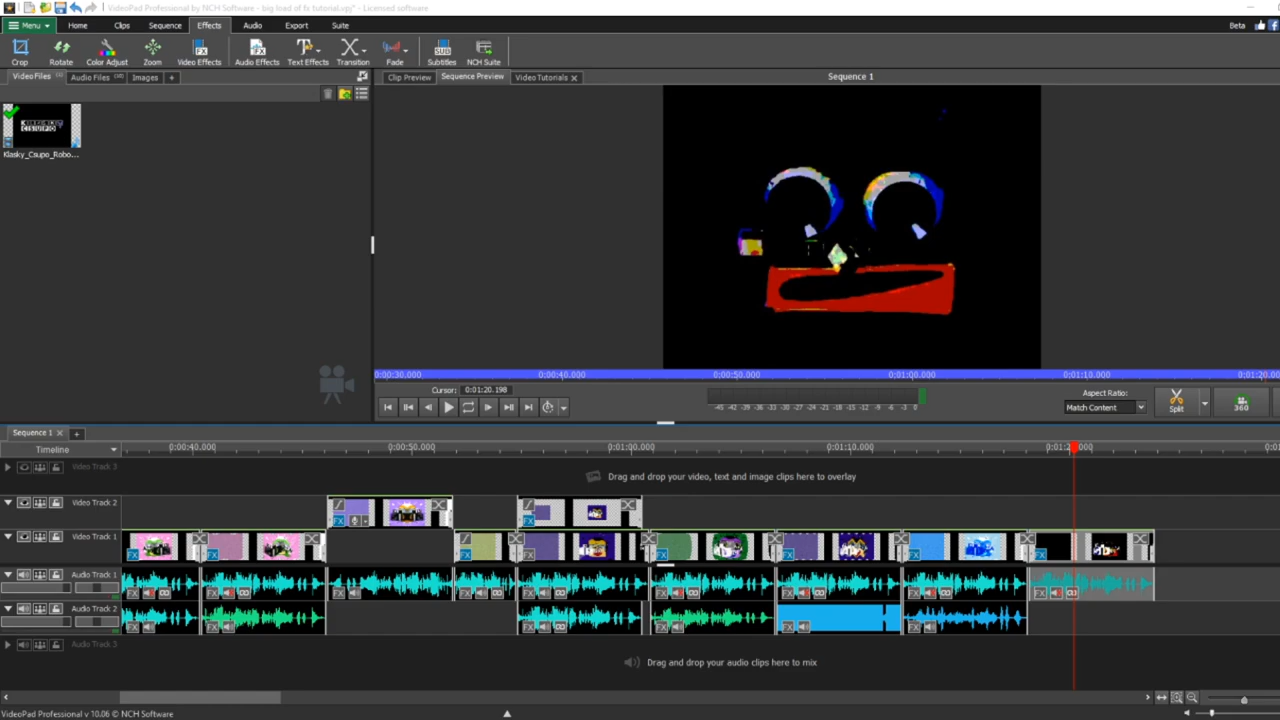 VideoPad Professional by NCH Software - big load of fx tutorial.vpj* - Licensed software
Menu Home Clips Sequence Effects Audio Export Suite Beta
Crop Rotate Color Adjust Zoom Video Effects Audio Effects Text Effects Transition Fade Subtitles NCH Suite
Video Files Audio Files Images +
Clip Preview Sequence Preview Video Tutorials Sequence 1
Klasky_Csupo_Robo...
0:00:30.000 0:00:40.000 0:00:50.000 0:01:00.000 0:01:10.000 0:01:20.000
Cursor: 0:01:20.198
-45 -42 -39 -36 -33 -30 -27 -24 -21 -18 -15 -12 -9 -6 -3 0
Aspect Ratio:
Match Content
Split
360
Sequence 1
Timeline
0:00:40.000 0:00:50.000 0:01:00.000 0:01:10.000
Video Track 3
Drag and drop your video, text and image clips here to overlay
Video Track 2
Video Track 1
Audio Track 1
Audio Track 2
Audio Track 3
Drag and drop your audio clips here to mix
VideoPad Professional v 10.06 © NCH Software